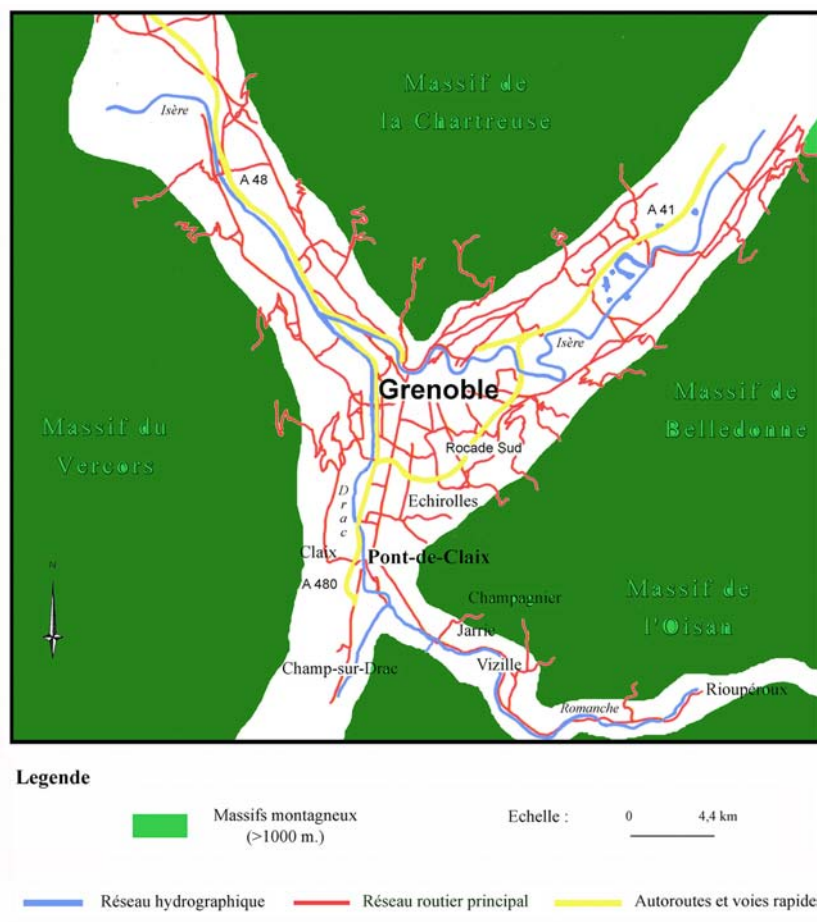 Massif de
la Chartreuse
Isère
A 48
A 41
Isère
Grenoble
Massif de
Belledonne
Massif du
Vercors
Rocade Sud
Drac
Echirolles
Claix
Pont-de-Claix
N
A 480
Champagnier
Massif de
l'Oisan
Jarrie
Champ-sur-Drac
Vizille
Rioupéroux
Romanche
Legende
Massifs montagneux
(>1000 m.)
Echelle :
0
4,4 km
Réseau hydrographique
Réseau routier principal
Autoroutes et voies rapides